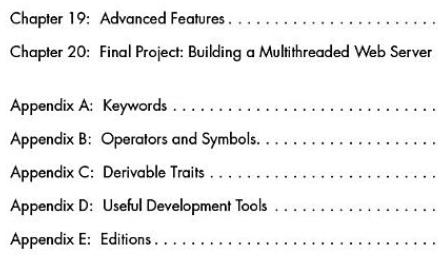 Chapter 19: Advanced Features . . . . . . . . . . . . . . . . . . . . . . .
Chapter 20: Final Project: Building a Multithreaded Web Server
Appendix A: Keywords . . . . . . . . . . . . . . . . . . . . . . . . . . . . .
Appendix B: Operators and Symbols. . . . . . . . . . . . . . . . . . . .
Appendix C: Derivable Traits . . . . . . . . . . . . . . . . . . . . . . . . .
Appendix D: Useful Development Tools . . . . . . . . . . . . . . . . . .
Appendix E: Editions . . . . . . . . . . . . . . . . . . . . . . . . . . . . . .